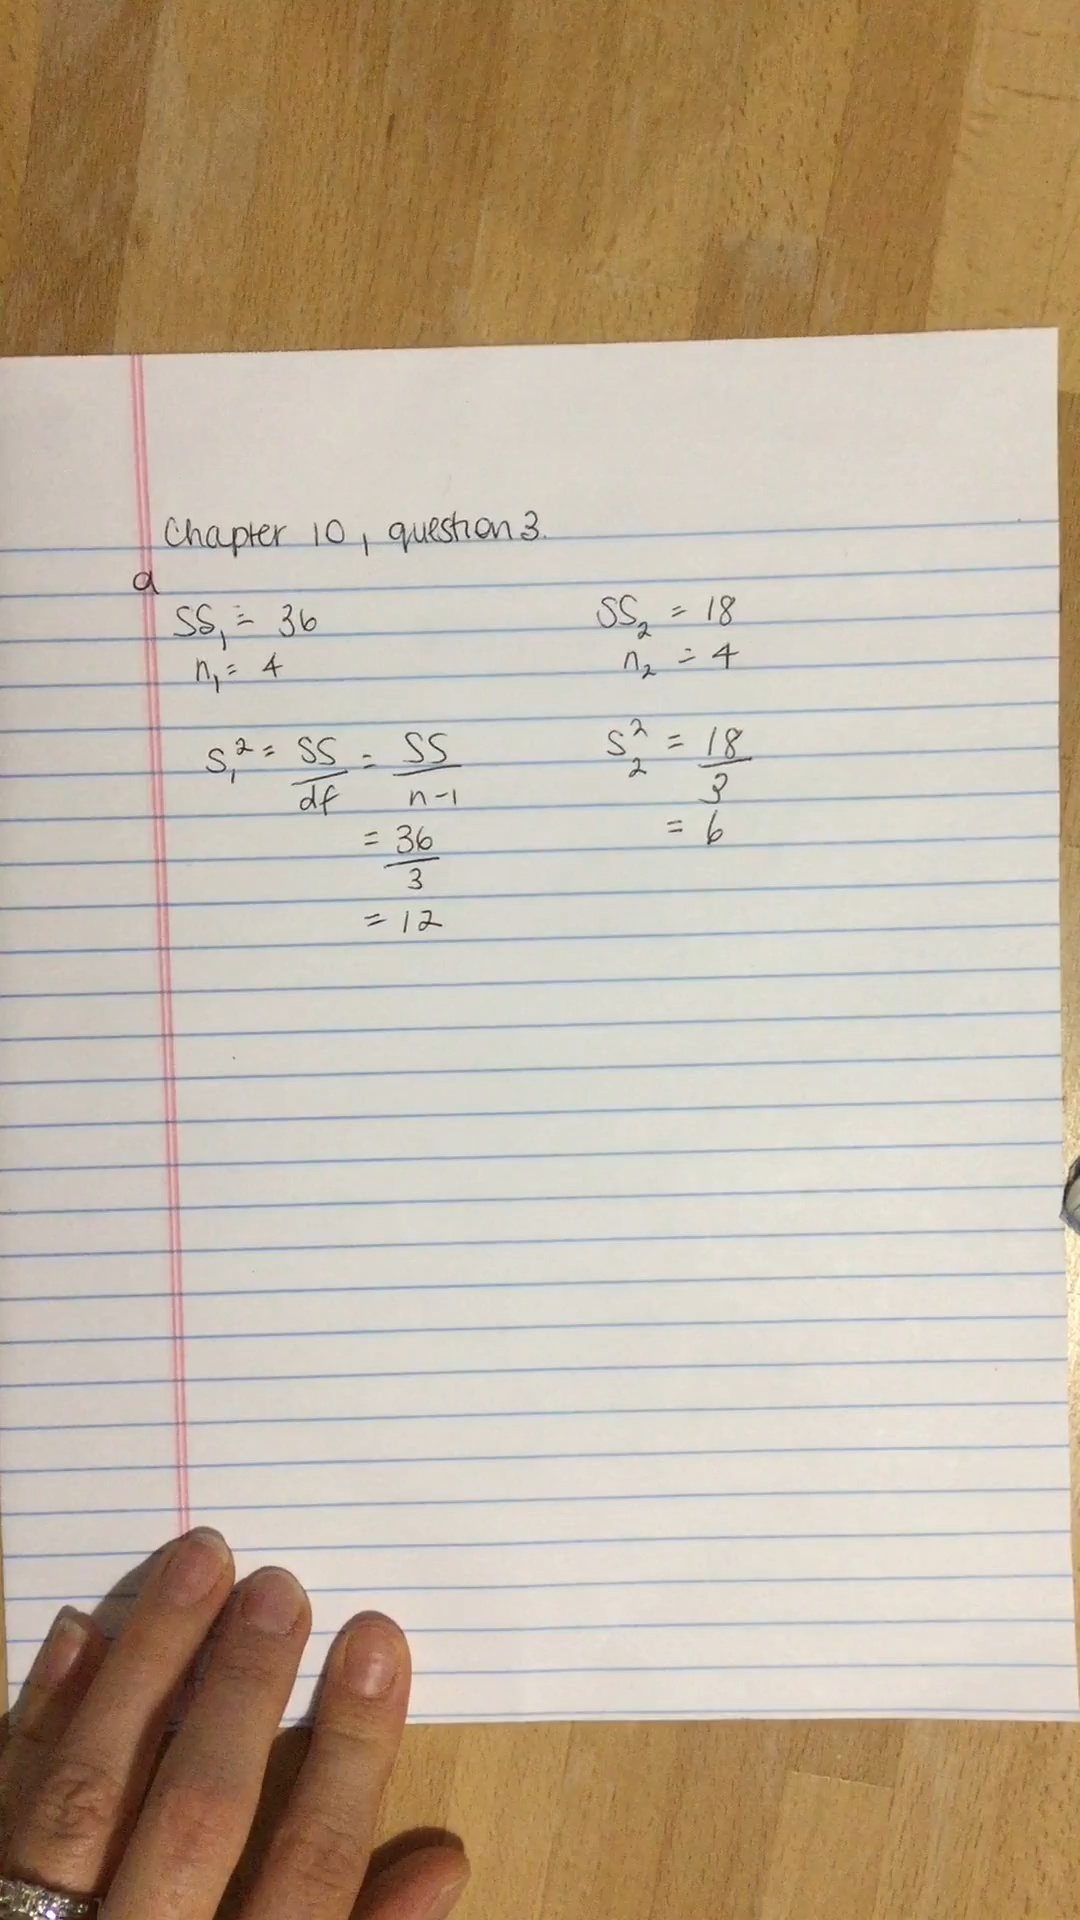 Chapter 10, question 3.
a
SS₁ = 36
n₁ = 4
S₁² = SS/df = SS/n-1
= 36/3
= 12
SS₂ = 18
n₂ = 4
S₂² = 18/3
= 6